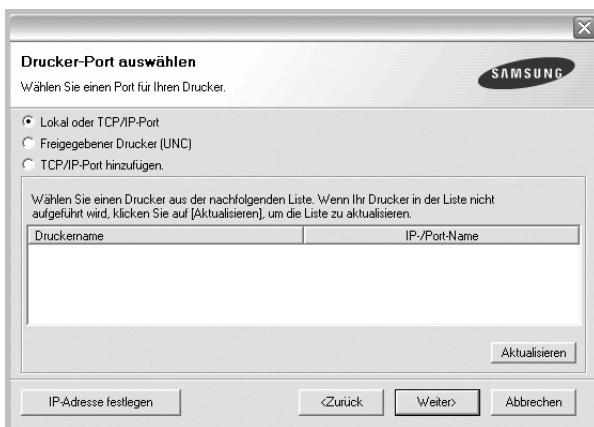 Drucker-Port auswählen
Wählen Sie einen Port für Ihren Drucker.
SAMSUNG
Lokal oder TCP/IP-Port
Freigegebener Drucker (UNC)
TCP/IP-Port hinzufügen.
Wählen Sie einen Drucker aus der nachfolgenden Liste. Wenn Ihr Drucker in der Liste nicht
aufgeführt wird, klicken Sie auf [Aktualisieren], um die Liste zu aktualisieren.
Druckername IP-/Port-Name
Aktualisieren
IP-Adresse festlegen <Zurück Weiter> Abbrechen